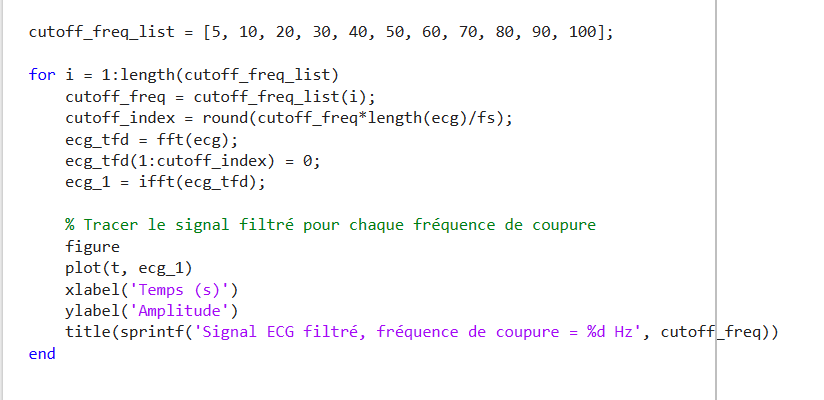 cutoff_freq_list = [5, 10, 20, 30, 40, 50, 60, 70, 80, 90, 100];
for i = 1:length(cutoff_freq_list)
cutoff_freq = cutoff_freq_list(i);
cutoff_index = round(cutoff_freq*length(ecg)/fs);
ecg_tfd = fft(ecg);
ecg_tfd(1:cutoff_index) = 0;
ecg_1 = ifft(ecg_tfd);
% Tracer le signal filtré pour chaque fréquence de coupure
figure
plot(t, ecg_1)
xlabel('Temps (s)')
ylabel('Amplitude')
title(sprintf('Signal ECG filtré, fréquence de coupure = %d Hz', cutoff_freq))
end